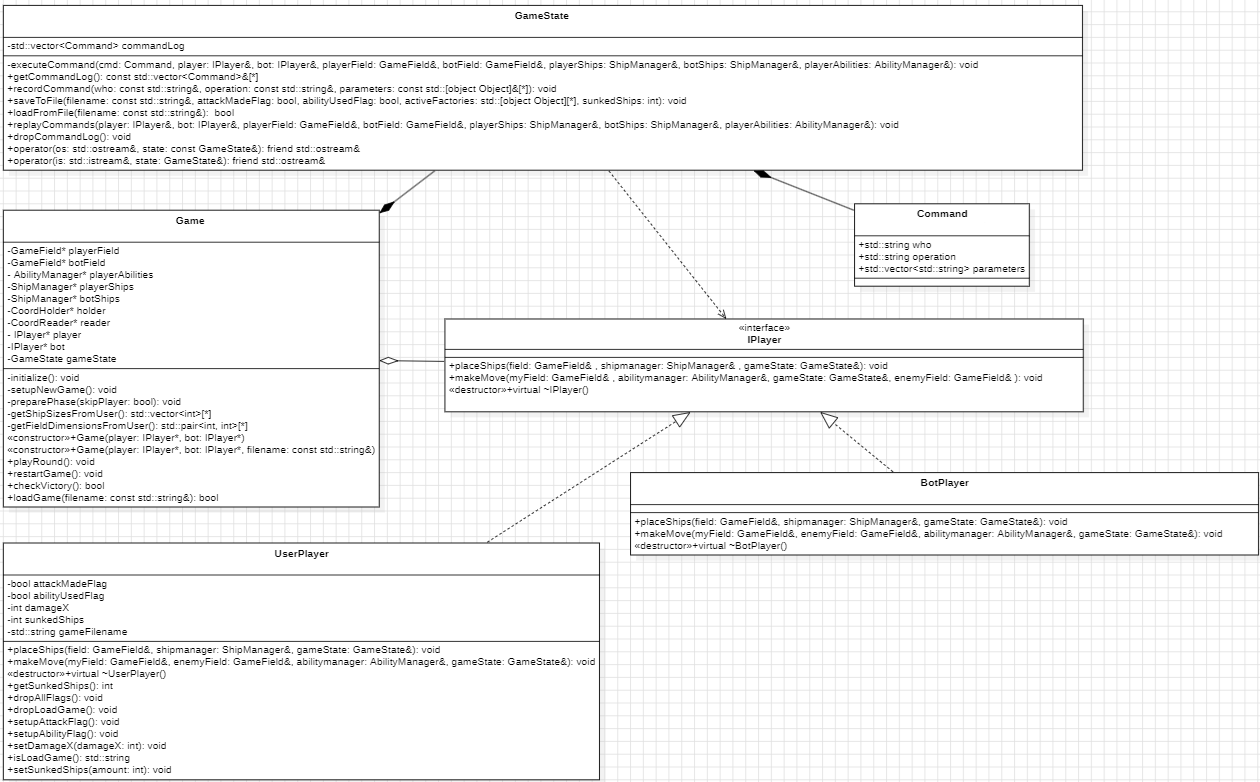 GameState
-std::vector<Command> commandLog
-executeCommand(cmd: Command, player: IPlayer&, bot: IPlayer&, playerField: GameField&, botField: GameField&, playerShips: ShipManager&, botShips: ShipManager&, playerAbilities: AbilityManager&): void
+getCommandLog(): const std::vector<Command>&[*]
+recordCommand(who: const std::string&, operation: const std::string&, parameters: const std::[object Object]&[*]): void
+saveToFile(filename: const std::string&, attackMadeFlag: bool, abilityUsedFlag: bool, activeFactories: std::[object Object][*], sunkedShips: int): void
+loadFromFile(filename: const std::string&):  bool
+replayCommands(player: IPlayer&, bot: IPlayer&, playerField: GameField&, botField: GameField&, playerShips: ShipManager&, botShips: ShipManager&, playerAbilities: AbilityManager&): void
+dropCommandLog(): void
+operator(os: std::ostream&, state: const GameState&): friend std::ostream&
+operator(is: std::istream&, state: GameState&): friend std::ostream&
Game
-GameField* playerField
-GameField* botField
- AbilityManager* playerAbilities
-ShipManager* playerShips
-ShipManager* botShips
-CoordHolder* holder
-CoordReader* reader
- IPlayer* player
-IPlayer* bot
-GameState gameState
-initialize(): void
-setupNewGame(): void
-preparePhase(skipPlayer: bool): void
-getShipSizesFromUser(): std::vector<int>[*]
-getFieldDimensionsFromUser(): std::pair<int, int>[*]
«constructor»+Game(player: IPlayer*, bot: IPlayer*)
«constructor»+Game(player: IPlayer*, bot: IPlayer*, filename: const std::string&)
+playRound(): void
+restartGame(): void
+checkVictory(): bool
+loadGame(filename: const std::string&): bool
Command
+std::string who
+std::string operation
+std::vector<std::string> parameters
«interface»
IPlayer
+placeShips(field: GameField& , shipmanager: ShipManager& , gameState: GameState&): void
+makeMove(myField: GameField& , abilitymanager: AbilityManager&, gameState: GameState&, enemyField: GameField& ): void
«destructor»+virtual ~IPlayer()
BotPlayer
+placeShips(field: GameField&, shipmanager: ShipManager&, gameState: GameState&): void
+makeMove(myField: GameField&, enemyField: GameField&, abilitymanager: AbilityManager&, gameState: GameState&): void
«destructor»+virtual ~BotPlayer()
UserPlayer
-bool attackMadeFlag
-bool abilityUsedFlag
-int damageX
-int sunkedShips
-std::string gameFilename
+placeShips(field: GameField&, shipmanager: ShipManager&, gameState: GameState&): void
+makeMove(myField: GameField&, enemyField: GameField&, abilitymanager: AbilityManager&, gameState: GameState&): void
«destructor»+virtual ~UserPlayer()
+getSunkedShips(): int
+dropAllFlags(): void
+dropLoadGame(): void
+setupAttackFlag(): void
+setupAbilityFlag(): void
+setDamageX(damageX: int): void
+isLoadGame(): std::string
+setSunkedShips(amount: int): void